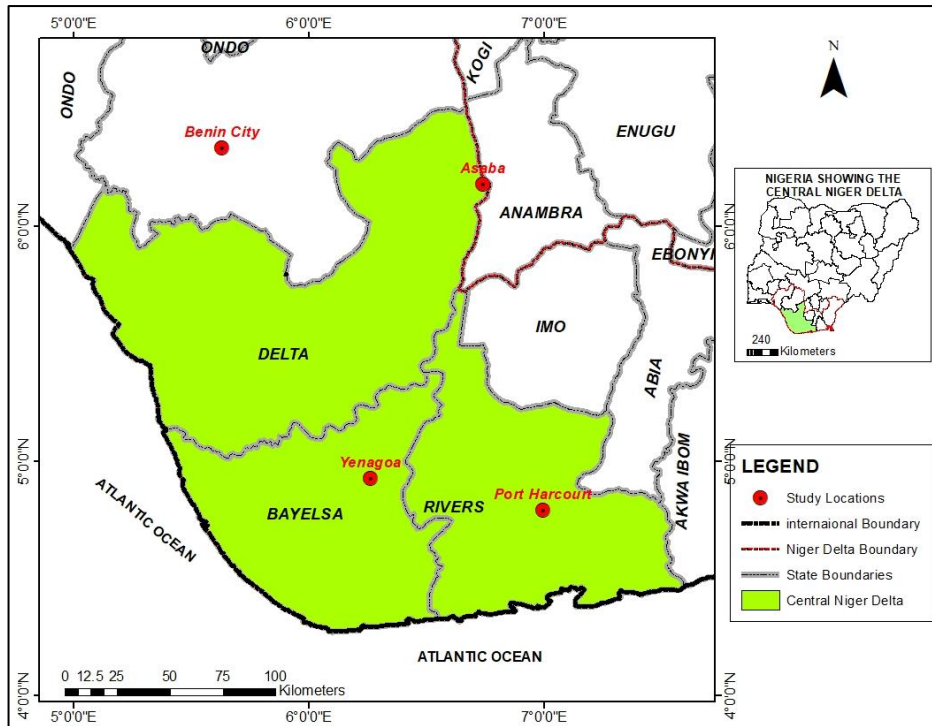 5°0'0"E
6°0'0"E
7°0'0"E
ONDO
ONDO
KOGI
Benin City
ENUGU
Asaba
ANAMBRA
6°0'0"N
6°0'0"N
EBONYI
IMO
DELTA
ABIA
5°0'0"N
5°0'0"N
Yenagoa
Port Harcourt
AKWA IBOM
BAYELSA
RIVERS
ATLANTIC OCEAN
ATLANTIC OCEAN
0 12.5 25 50 75 100
Kilometers
4°0'0"N
4°0'0"N
5°0'0"E
6°0'0"E
7°0'0"E
N
NIGERIA SHOWING THE
CENTRAL NIGER DELTA
240
Kilometers
LEGEND
Study Locations
internaional Boundary
Niger Delta Boundary
State Boundaries
Central Niger Delta